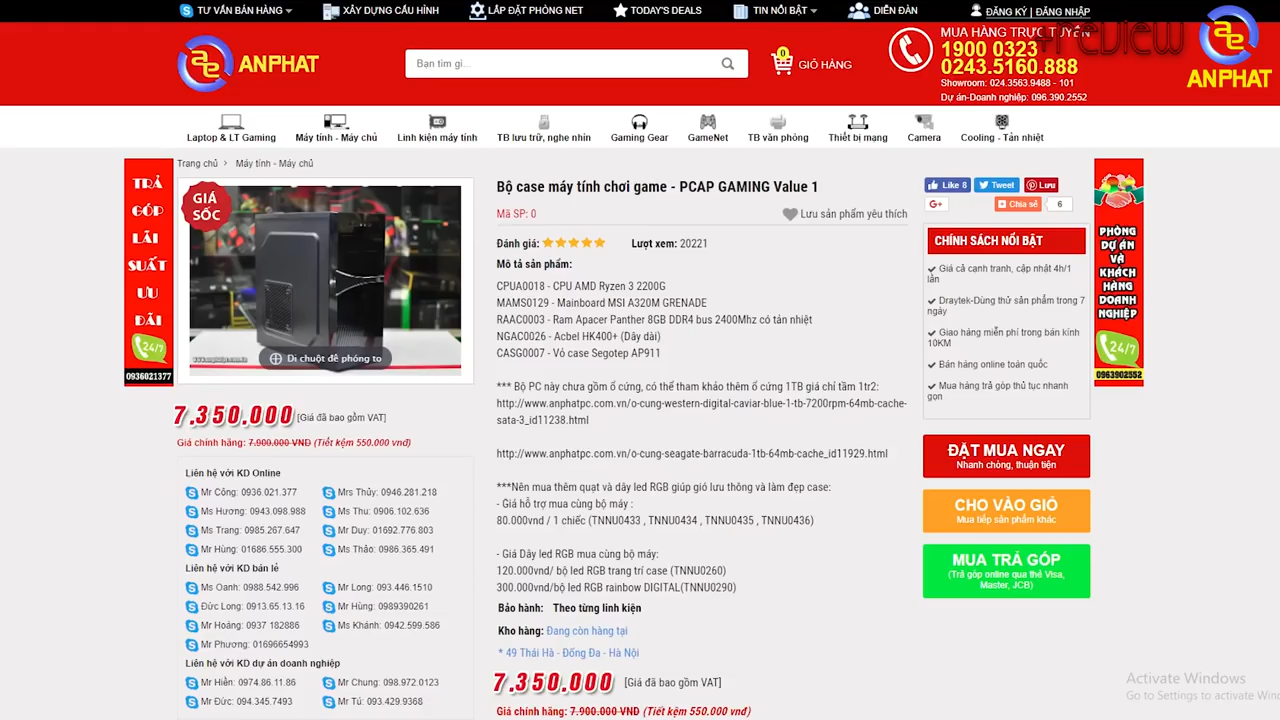 TƯ VẤN BÁN HÀNG
XÂY DỰNG CẤU HÌNH
LẮP ĐẶT PHÒNG NET
TODAY'S DEALS
TIN NỔI BẬT
DIỄN ĐÀN
ĐĂNG KÝ | ĐĂNG NHẬP
ANPHAT
Bạn tìm gì...
0
GIỎ HÀNG
MUA HÀNG TRỰC TUYẾN
1900 0323
0243.5160.888
Showroom: 024.3563.9488 - 101
Dự án-Doanh nghiệp: 096.390.2552
review
ANPHAT
Laptop & LT Gaming
Máy tính - Máy chủ
Linh kiện máy tính
TB lưu trữ, nghe nhìn
Gaming Gear
GameNet
TB văn phòng
Thiết bị mạng
Camera
Cooling - Tản nhiệt
TRẢ
GÓP
LÃI
SUẤT
ƯU
ĐÃI
24/7
0936021377
Trang chủ > Máy tính - Máy chủ
GIÁ
SỐC
Di chuột để phóng to
7.350.000 [Giá đã bao gồm VAT]
Giá chính hãng: 7.900.000 VNĐ (Tiết kệm 550.000 vnđ)
Liên hệ với KD Online
Mr Công: 0936.021.377
Mrs Thủy: 0946.281.218
Ms Hương: 0943.098.988
Ms Thu: 0906.102.636
Ms Trang: 0985.267.647
Mr Duy: 01692.776.803
Mr Hùng: 01686.555.300
Ms Thảo: 0986.365.491
Liên hệ với KD bán lẻ
Ms Oanh: 0988.542.996
Mr Long: 093.446.1510
Đức Long: 0913.65.13.16
Mr Hùng: 0989390261
Mr Hoảng: 0937 182886
Ms Khánh: 0942.599.586
Mr Phương: 01696654993
Liên hệ với KD dự án doanh nghiệp
Mr Hiền: 0974.86.11.86
Mr Chung: 098.972.0123
Mr Đức: 094.345.7493
Mr Tú: 093.429.9368
Bộ case máy tính chơi game - PCAP GAMING Value 1
Mã SP: 0
Lưu sản phẩm yêu thích
Đánh giá:
Lượt xem: 20221
Mô tả sản phẩm:
CPUA0018 - CPU AMD Ryzen 3 2200G
MAMS0129 - Mainboard MSI A320M GRENADE
RAAC0003 - Ram Apacer Panther 8GB DDR4 bus 2400Mhz có tản nhiệt
NGAC0026 - Acbel HK400+ (Dây dài)
CASG0007 - Vỏ case Segotep AP911
*** Bộ PC này chưa gồm ổ cứng, có thể tham khảo thêm ổ cứng 1TB giá chỉ tầm 1tr2:
http://www.anphatpc.com.vn/o-cung-western-digital-caviar-blue-1-tb-7200rpm-64mb-cache-
sata-3_id11238.html
http://www.anphatpc.com.vn/o-cung-seagate-barracuda-1tb-64mb-cache_id11929.html
***Nên mua thêm quạt và dây led RGB giúp gió lưu thông và làm đẹp case:
- Giá hỗ trợ mua cùng bộ máy :
80.000vnd / 1 chiếc (TNNU0433 , TNNU0434 , TNNU0435 , TNNU0436)
- Giá Dây led RGB mua cùng bộ máy:
120.000vnd/ bộ led RGB trang trí case (TNNU0260)
300.000vnd/bộ led RGB rainbow DIGITAL(TNNU0290)
Bảo hành: Theo từng linh kiện
Kho hàng: Đang còn hàng tại
* 49 Thái Hà - Đống Đa - Hà Nội
7.350.000 [Giá đã bao gồm VAT]
Giá chính hãng: 7.900.000 VNĐ (Tiết kệm 550.000 vnđ)
Like 8
Tweet
Lưu
G+
Chia sẻ
6
CHÍNH SÁCH NỔI BẬT
Giá cả cạnh tranh, cập nhật 4h/1
lần
Draytek-Dùng thử sản phẩm trong 7
ngày
Giao hàng miễn phí trong bán kính
10KM
Bán hàng online toàn quốc
Mua hàng trả góp thủ tục nhanh
gọn
ĐẶT MUA NGAY
Nhanh chóng, thuận tiện
CHO VÀO GIỎ
Mua tiếp sản phẩm khác
MUA TRẢ GÓP
(Trả góp online qua thẻ Visa,
Master, JCB)
PHÒNG
DỰ ÁN
VÀ
KHÁCH
HÀNG
DOANH
NGHIỆP
24/7
0963902552
Activate Windows
Go to Settings to activate Win